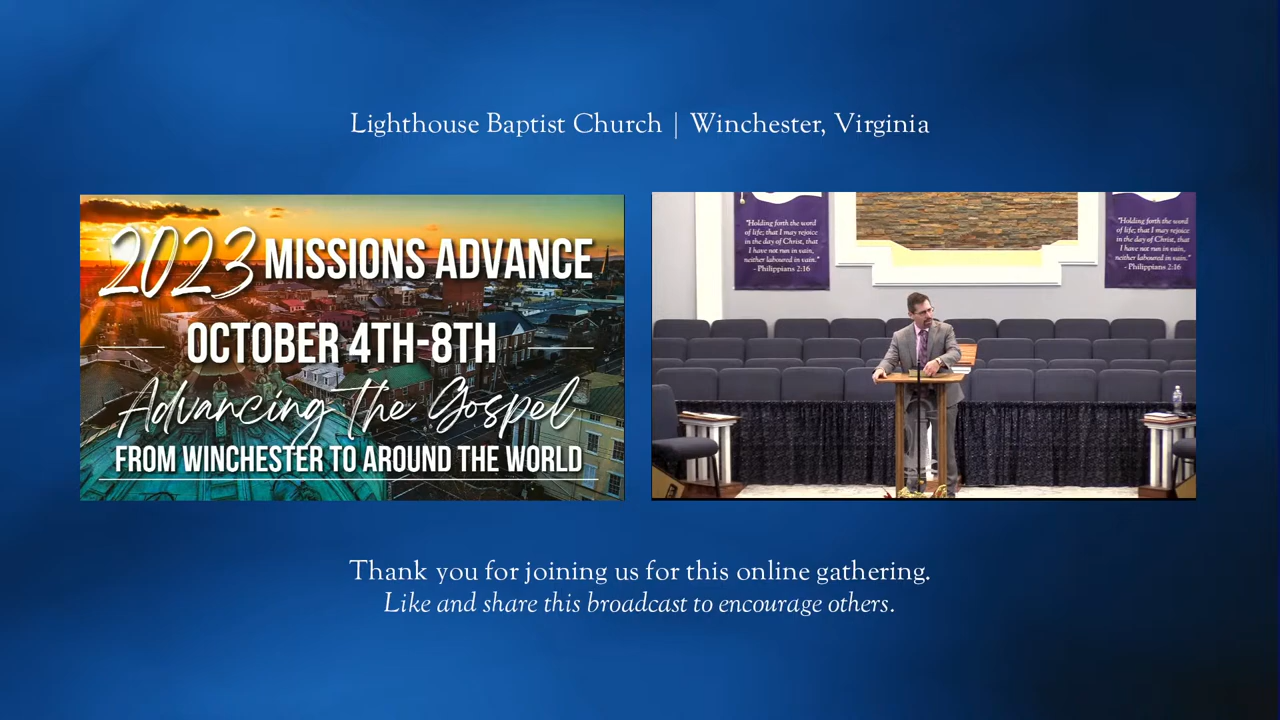 Lighthouse Baptist Church | Winchester, Virginia
2023 MISSIONS ADVANCE
OCTOBER 4TH-8TH
Advancing the Gospel
FROM WINCHESTER TO AROUND THE WORLD
"Holding forth the word
of life; that I may rejoice
in the day of Christ, that
I have not run in vain,
neither laboured in vain."
- Philippians 2:16
"Holding forth the word
of life; that I may rejoice
in the day of Christ, that
I have not run in vain,
neither laboured in vain."
- Philippians 2:16
Thank you for joining us for this online gathering.
Like and share this broadcast to encourage others.